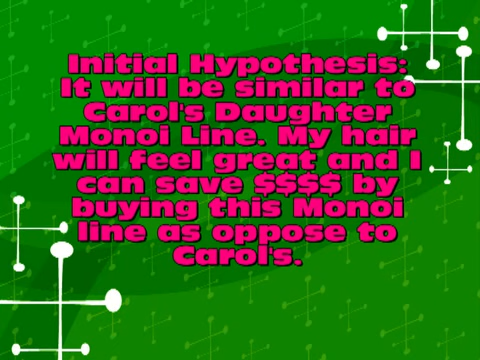 Initial Hypothesis:
It will be similar to
Carol's Daughter
Monoi Line. My hair
will feel great and I
can save $$$$ by
buying this Monoi
line as oppose to
Carol's.